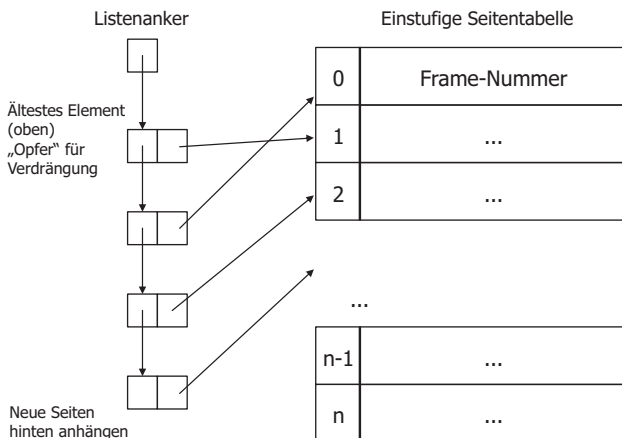 Listenanker
Einstufige Seitentabelle
0 Frame-Nummer
Ältestes Element
(oben)
„Opfer“ für
Verdrängung
1 ...
2 ...
...
n-1 ...
Neue Seiten
hinten anhängen
n ...